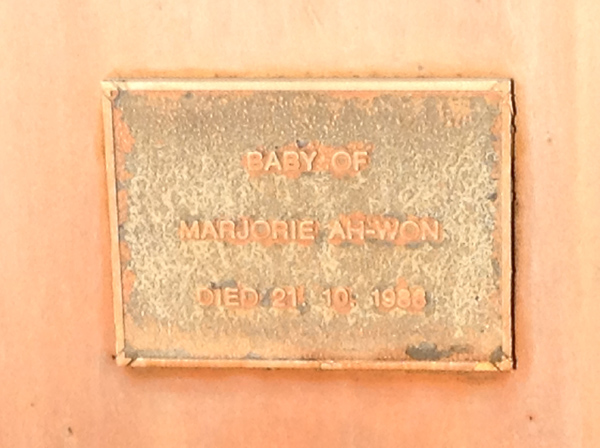 BABY OF
MARJORIE AH-WON
DIED 21. 10. 1988